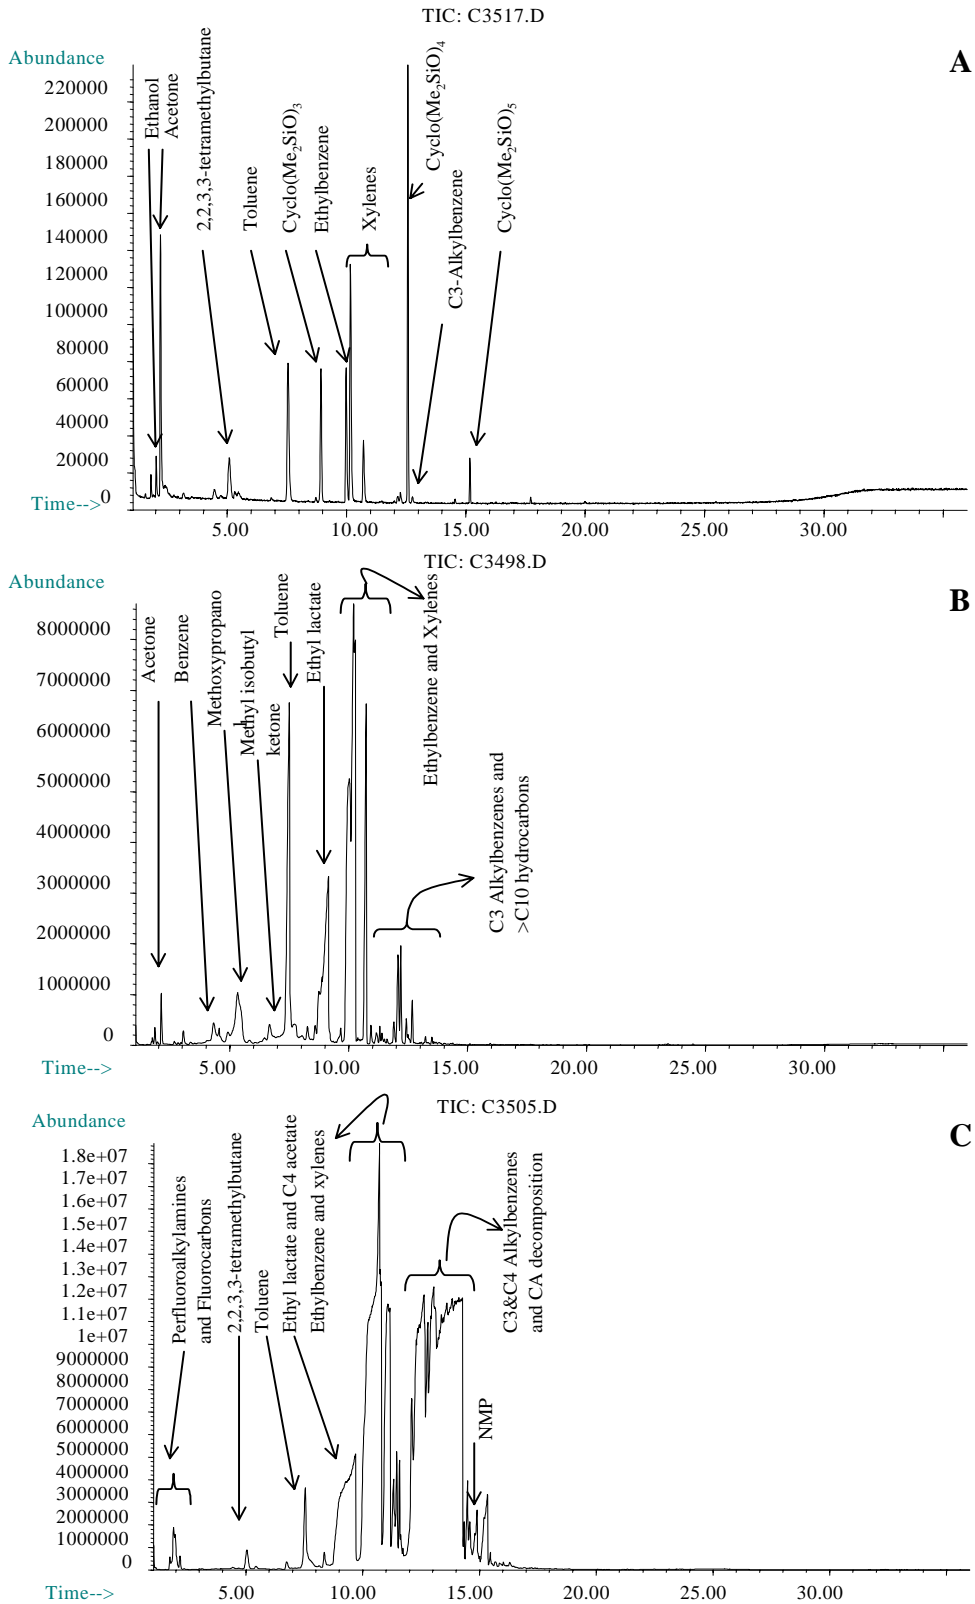 TIC: C3517.D
Abundance
A
220000
200000
180000
160000
140000
120000
100000
80000
60000
40000
20000
0
Ethanol
Acetone
2,2,3,3-tetramethylbutane
Toluene
Cyclo(Me₂SiO)₃
Ethylbenzene
Xylenes
Cyclo(Me₂SiO)₄
C3-Alkylbenzene
Cyclo(Me₂SiO)₅
Time-->
5.00 10.00 15.00 20.00 25.00 30.00
TIC: C3498.D
Abundance
B
8000000
7000000
6000000
5000000
4000000
3000000
2000000
1000000
0
Acetone
Benzene
Methoxypropano
l
Methyl isobutyl
ketone
Toluene
Ethyl lactate
Ethylbenzene and Xylenes
C3 Alkylbenzenes and
>C10 hydrocarbons
Time-->
5.00 10.00 15.00 20.00 25.00 30.00
TIC: C3505.D
Abundance
C
1.8e+07
1.7e+07
1.6e+07
1.5e+07
1.4e+07
1.3e+07
1.2e+07
1.1e+07
1e+07
9000000
8000000
7000000
6000000
5000000
4000000
3000000
2000000
1000000
0
Perfluoroalkylamines
and Fluorocarbons
2,2,3,3-tetramethylbutane
Toluene
Ethyl lactate and C4 acetate
Ethylbenzene and xylenes
NMP
C3&C4 Alkylbenzenes
and CA decomposition
Time-->
5.00 10.00 15.00 20.00 25.00 30.00